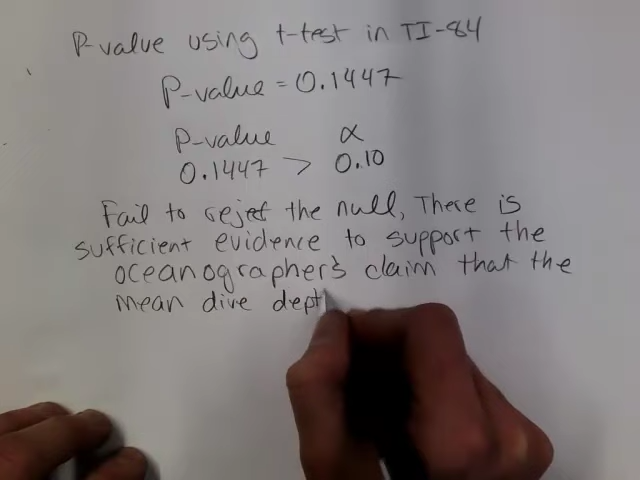 P-value using t-test in TI-84
P-value = 0.1447
P-value α
0.1447 > 0.10
Fail to reject the null, There is
sufficient evidence to support the
oceanographer's claim that the
mean dive dept